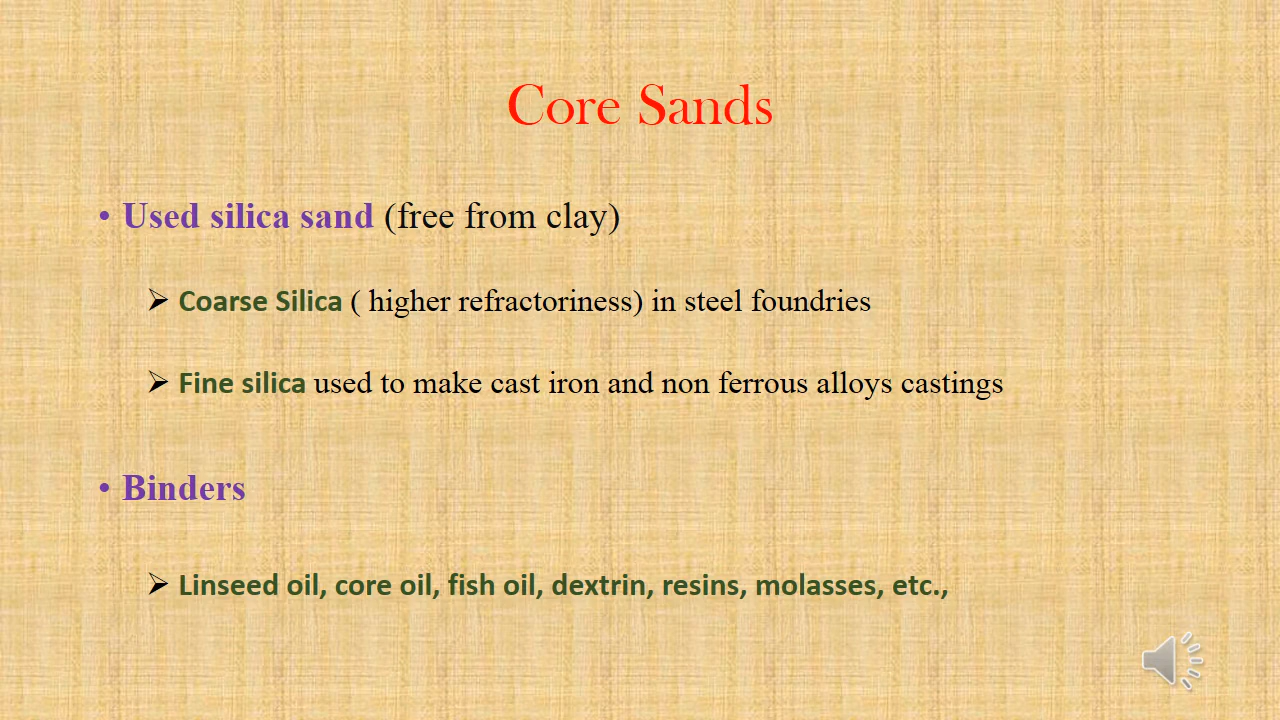 Core Sands
• Used silica sand (free from clay)
➢ Coarse Silica ( higher refractoriness) in steel foundries
➢ Fine silica used to make cast iron and non ferrous alloys castings
• Binders
➢ Linseed oil, core oil, fish oil, dextrin, resins, molasses, etc.,